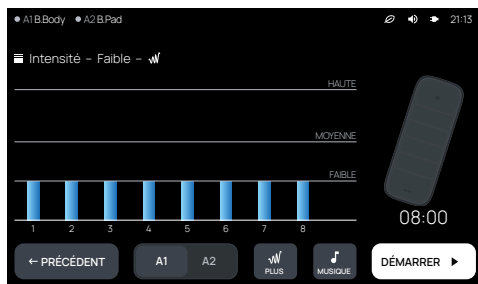 A1 B.Body A2 B.Pad 21:13
Intensité – Faible –
HAUTE
MOYENNE
FAIBLE
1 2 3 4 5 6 7 8
08:00
← PRÉCÉDENT A1 A2 PLUS MUSIQUE DÉMARRER